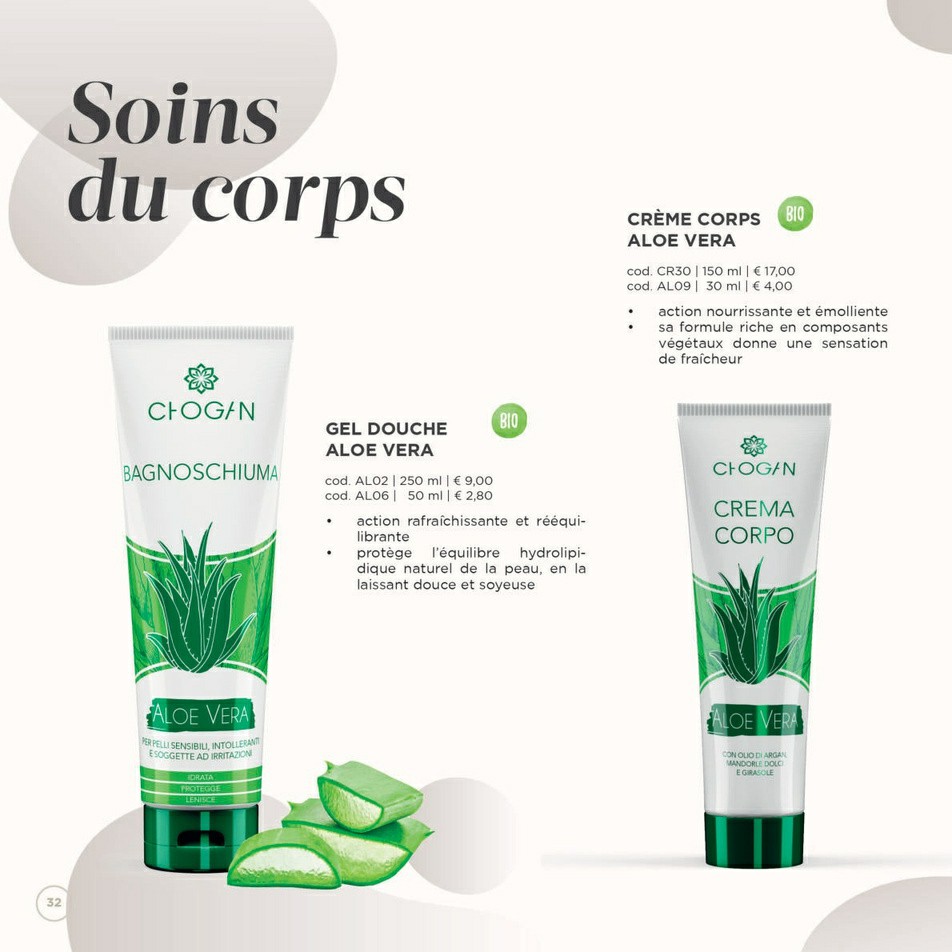 Soins
du corps
CRÈME CORPS
ALOE VERA
BIO
cod. CR30 | 150 ml | € 17,00
cod. AL09 | 30 ml | € 4,00
• action nourrissante et émolliente
• sa formule riche en composants
végétaux donne une sensation
de fraîcheur
GEL DOUCHE
ALOE VERA
BIO
cod. AL02 | 250 ml | € 9,00
cod. AL06 | 50 ml | € 2,80
• action rafraîchissante et rééqui-
librante
• protège l'équilibre hydrolipi-
dique naturel de la peau, en la
laissant douce et soyeuse
CHOGAN
BAGNOSCHIUMA
ALOE VERA
PER PELLI SENSIBILI, INTOLLERANTI
E SOGGETTE AD IRRITAZIONI
IDRATA
PROTEGGE
LENISCE
CHOGAN
CREMA
CORPO
ALOE VERA
CON OLIO DI ARGAN,
MANDORLE DOLCI
E GIRASOLE
32